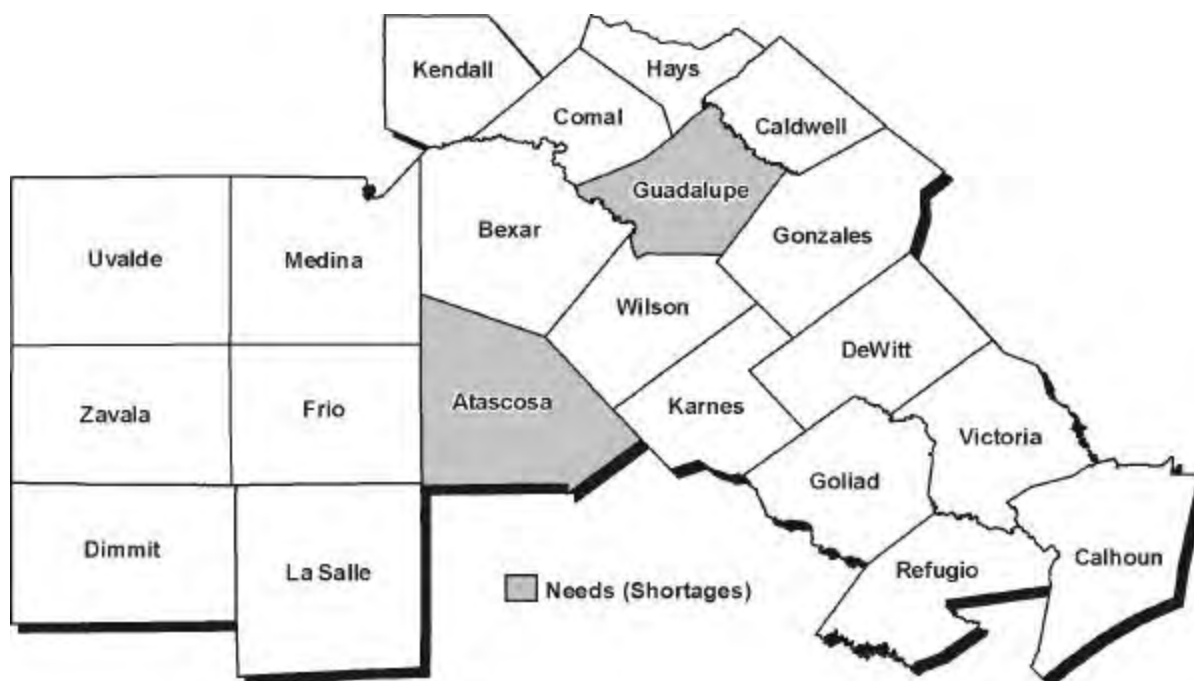 Kendall
Hays
Comal
Caldwell
Guadalupe
Bexar
Gonzales
Uvalde
Medina
Wilson
DeWitt
Zavala
Frio
Atascosa
Karnes
Victoria
Goliad
Dimmit
La Salle
Refugio
Calhoun
Needs (Shortages)